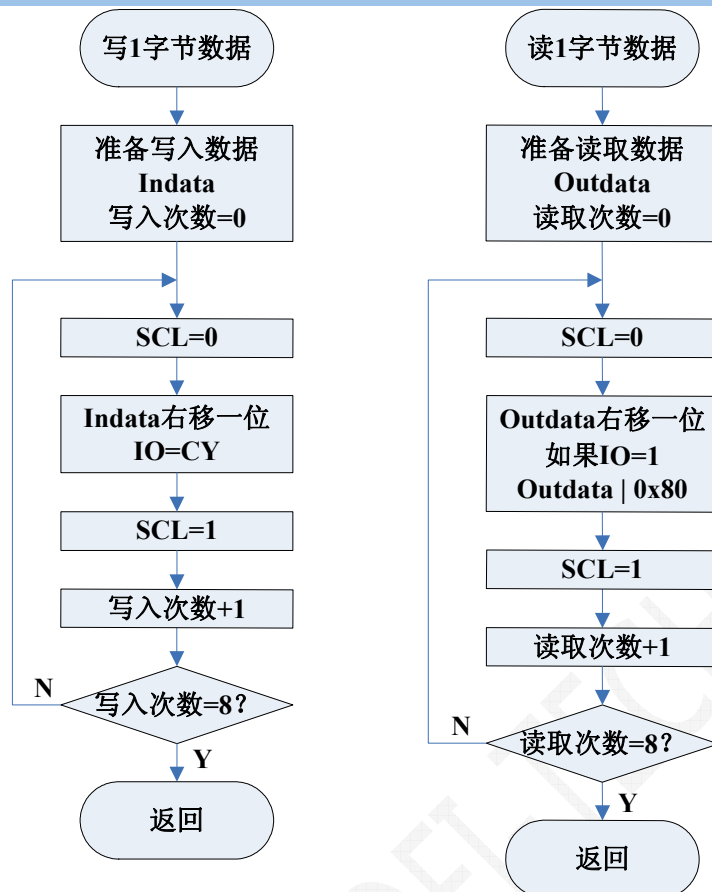 写1字节数据
准备写入数据
Indata
写入次数=0
SCL=0
Indata右移一位
IO=CY
SCL=1
写入次数+1
写入次数=8?
N
Y
返回
读1字节数据
准备读取数据
Outdata
读取次数=0
SCL=0
Outdata右移一位
如果IO=1
Outdata | 0x80
SCL=1
读取次数+1
读取次数=8?
N
Y
返回